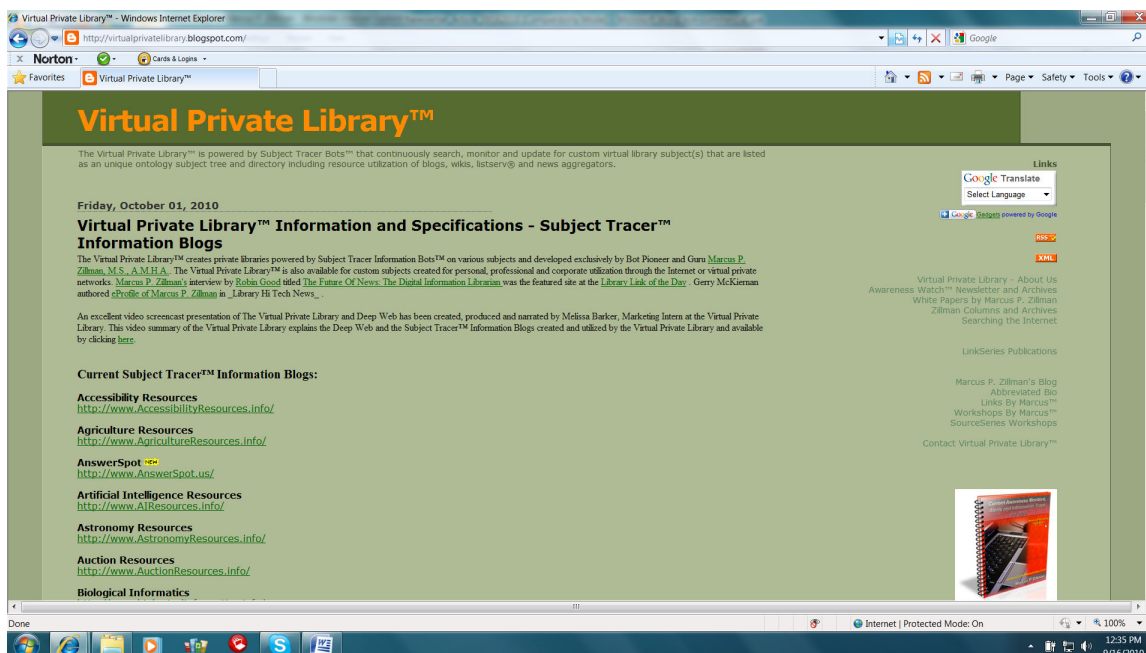 Virtual Private Library™ - Windows Internet Explorer
http://virtualprivatelibrary.blogspot.com/
Google
x Norton
Cards & Logins
Favorites
Virtual Private Library™
Page
Safety
Tools
Virtual Private Library™
The Virtual Private Library™ is powered by Subject Tracer Bots™ that continuously search, monitor and update for custom virtual library subject(s) that are listed
as an unique ontology subject tree and directory including resource utilization of blogs, wikis, listserv® and news aggregators.
Friday, October 01, 2010
Virtual Private Library™ Information and Specifications - Subject Tracer™
Information Blogs
The Virtual Private Library™ creates private libraries powered by Subject Tracer Information Bots™ on various subjects and developed exclusively by Bot Pioneer and Guru Marcus P.
Zillman, M.S., A.M.H.A.. The Virtual Private Library™ is also available for custom subjects created for personal, professional and corporate utilization through the Internet or virtual private
networks. Marcus P. Zillman's interview by Robin Good titled The Future Of News: The Digital Information Librarian was the featured site at the Library Link of the Day . Gerry McKiernan
authored eProfile of Marcus P. Zillman in _Library Hi Tech News_ .
An excellent video screencast presentation of The Virtual Private Library and Deep Web has been created, produced and narrated by Melissa Barker, Marketing Intern at the Virtual Private
Library. This video summary of the Virtual Private Library explains the Deep Web and the Subject Tracer™ Information Blogs created and utilized by the Virtual Private Library and available
by clicking here.
Current Subject Tracer™ Information Blogs:
Accessibility Resources
http://www.AccessibilityResources.info/
Agriculture Resources
http://www.AgricultureResources.info/
AnswerSpot NEW
http://www.AnswerSpot.us/
Artificial Intelligence Resources
http://www.AIResources.info/
Astronomy Resources
http://www.AstronomyResources.info/
Auction Resources
http://www.AuctionResources.info/
Biological Informatics
Links
Google Translate
Select Language
Google Gadgets powered by Google
RSS
XML
Virtual Private Library - About Us
Awareness Watch™ Newsletter and Archives
White Papers by Marcus P. Zillman
Zillman Columns and Archives
Searching the Internet
LinkSeries Publications
Marcus P. Zillman's Blog
Abbreviated Bio
Links By Marcus™
Workshops By Marcus™
SourceSeries Workshops
Contact Virtual Private Library™
Done
Internet | Protected Mode: On
100%
12:35 PM